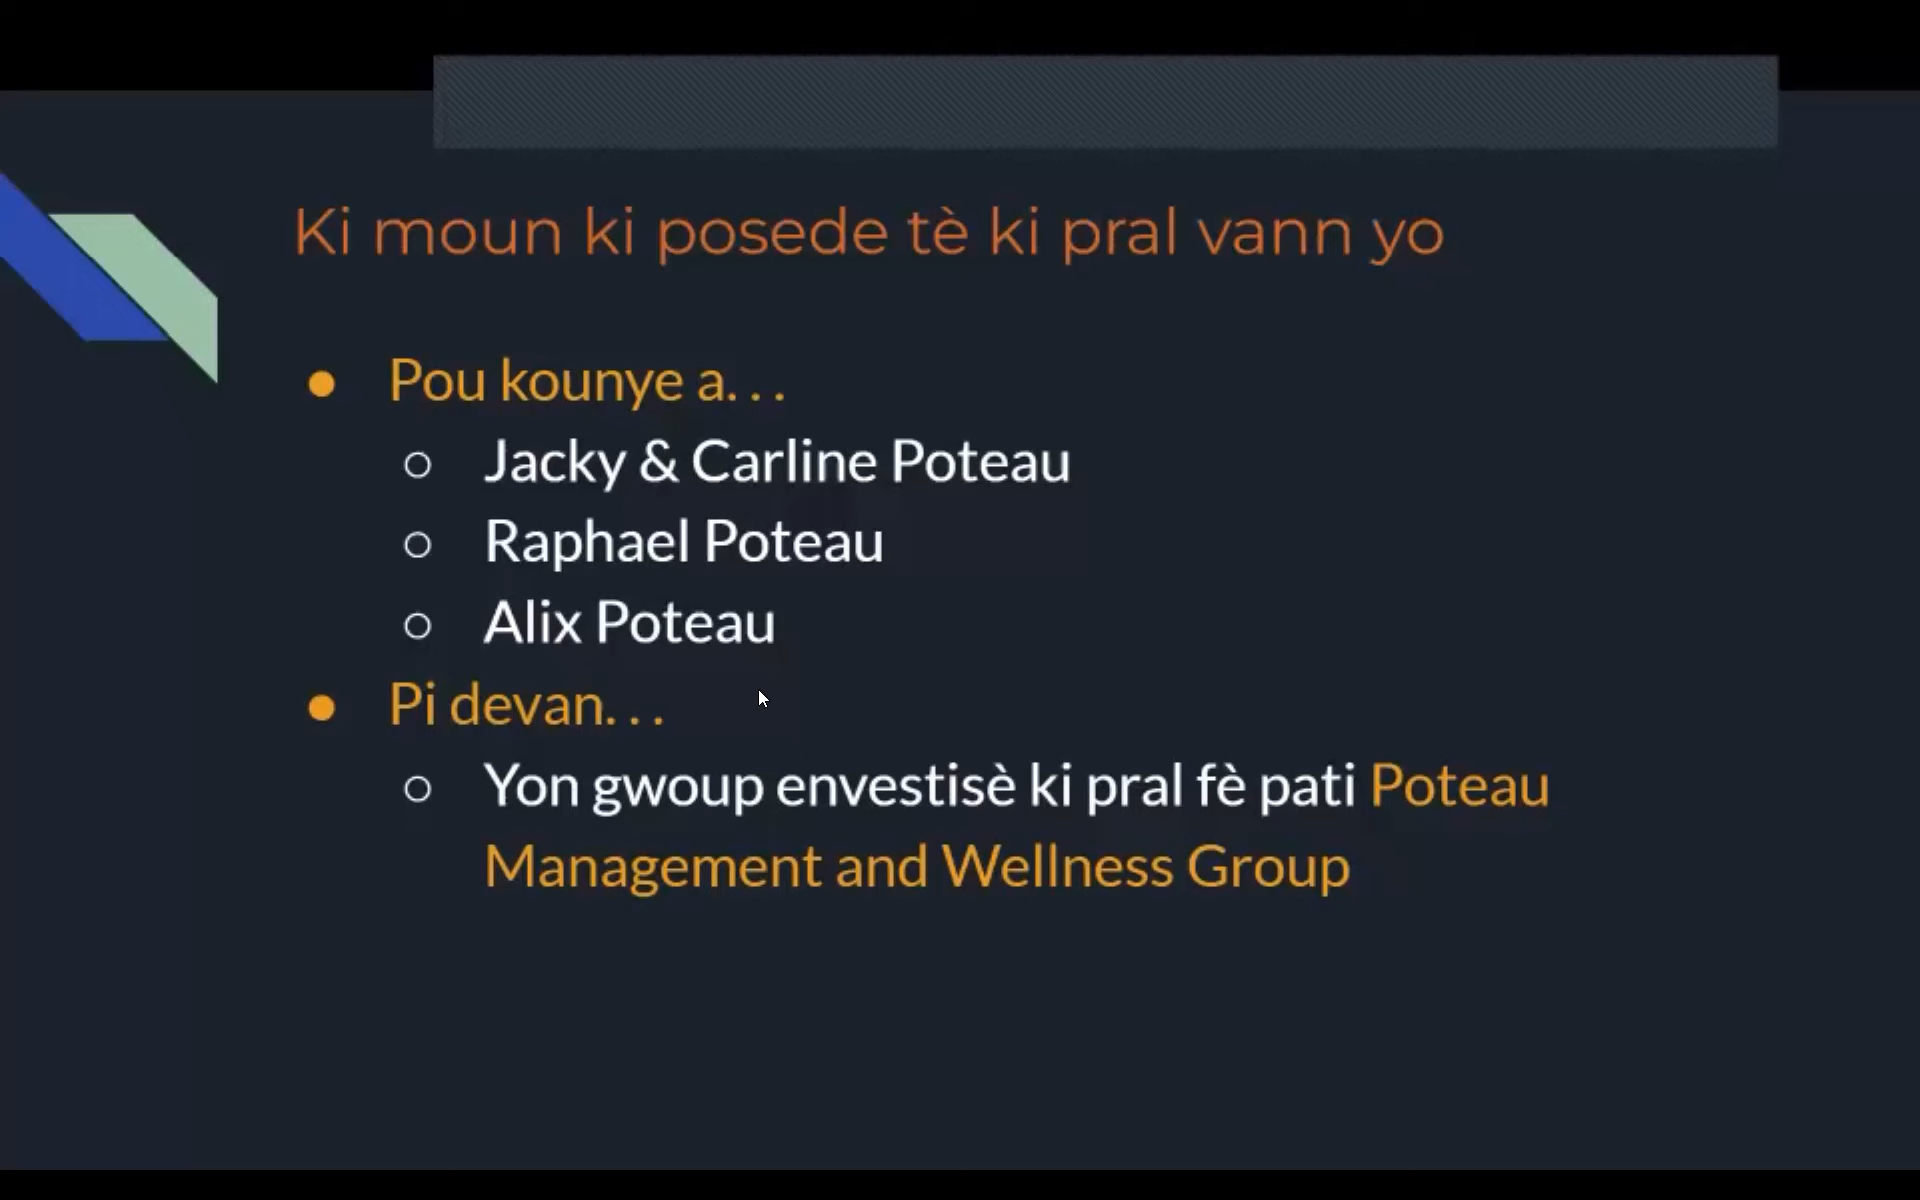 Ki moun ki posede tè ki pral vann yo
● Pou kounye a. . .
○ Jacky & Carline Poteau
○ Raphael Poteau
○ Alix Poteau
● Pi devan. . .
○ Yon gwoup envestisè ki pral fè pati Poteau
Management and Wellness Group